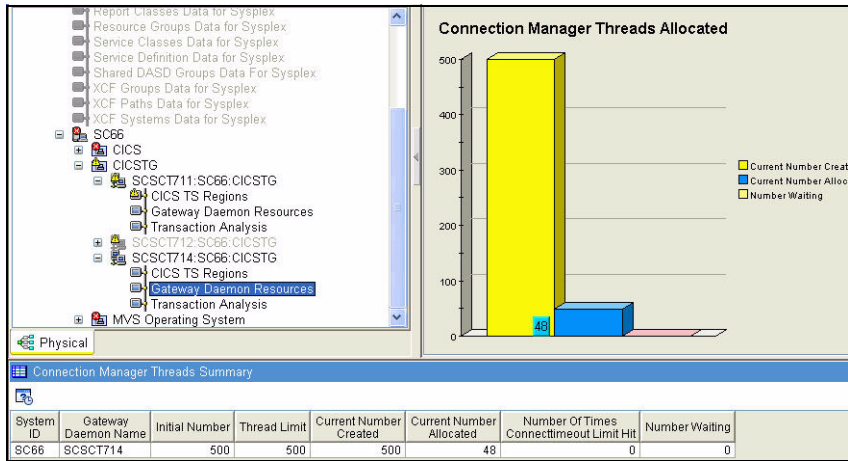 Report Classes Data for Sysplex
Resource Groups Data for Sysplex
Service Classes Data for Sysplex
Service Definition Data for Sysplex
Shared DASD Groups Data For Sysplex
XCF Groups Data for Sysplex
XCF Paths Data for Sysplex
XCF Systems Data for Sysplex
SC66
CICS
CICSTG
SCSCT711:SC66:CICSTG
CICS TS Regions
Gateway Daemon Resources
Transaction Analysis
SCSCT712:SC66:CICSTG
SCSCT714:SC66:CICSTG
CICS TS Regions
Gateway Daemon Resources
Transaction Analysis
MVS Operating System
Physical
Connection Manager Threads Allocated
500
400
300
200
100
0
48
Current Number Creat
Current Number Alloc
Number Waiting
Connection Manager Threads Summary
System ID Gateway Daemon Name Initial Number Thread Limit Current Number Created Current Number Allocated Number Of Times Connecttimeout Limit Hit Number Waiting
SC66 SCSCT714 500 500 500 48 0 0